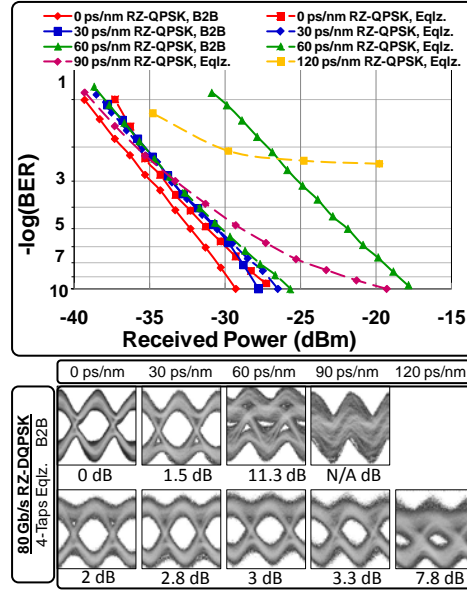 0 ps/nm RZ-QPSK, B2B 0 ps/nm RZ-QPSK, Eqlz.
30 ps/nm RZ-QPSK, B2B 30 ps/nm RZ-QPSK, Eqlz.
60 ps/nm RZ-QPSK, B2B 60 ps/nm RZ-QPSK, Eqlz.
90 ps/nm RZ-QPSK, Eqlz. 120 ps/nm RZ-QPSK, Eqlz.
-log(BER)
1
3
5
7
10
-40 -35 -30 -25 -20 -15
Received Power (dBm)
0 ps/nm 30 ps/nm 60 ps/nm 90 ps/nm 120 ps/nm
80 Gb/s RZ-DQPSK
4-Taps Eqlz. B2B
0 dB 1.5 dB 11.3 dB N/A dB
2 dB 2.8 dB 3 dB 3.3 dB 7.8 dB